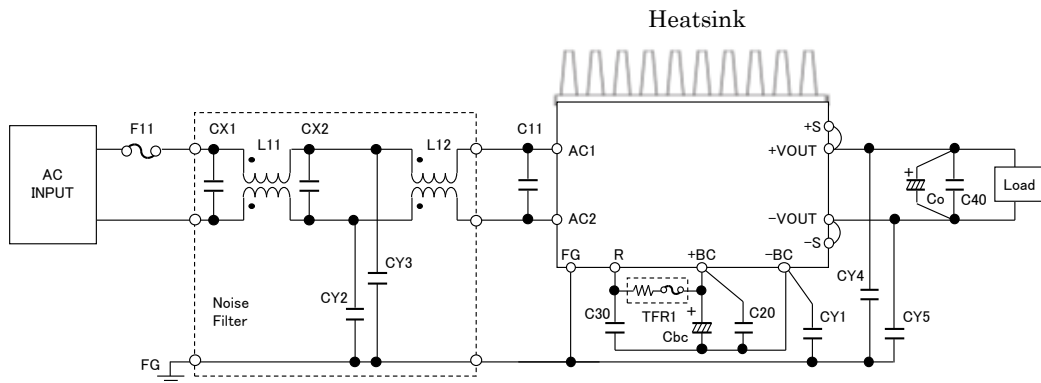 Heatsink
F11
CX1
L11
CX2
L12
C11
AC
INPUT
AC1
AC2
+S
+VOUT
-VOUT
-S
+
Co
C40
Load
FG
R
+BC
-BC
CY2
CY3
Noise
Filter
C30
TFR1
+
Cbc
C20
CY1
CY4
CY5
FG